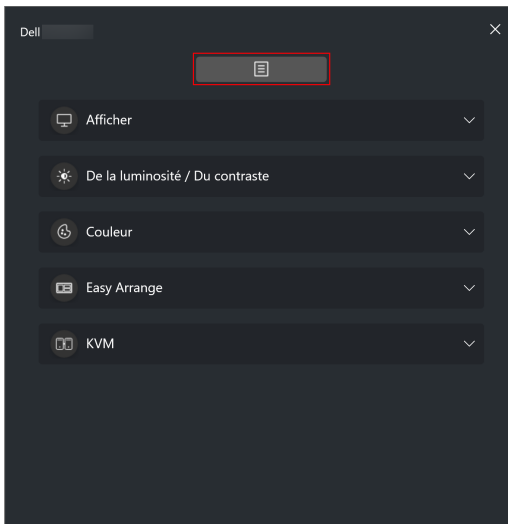 Dell
Afficher
De la luminosité / Du contraste
Couleur
Easy Arrange
KVM